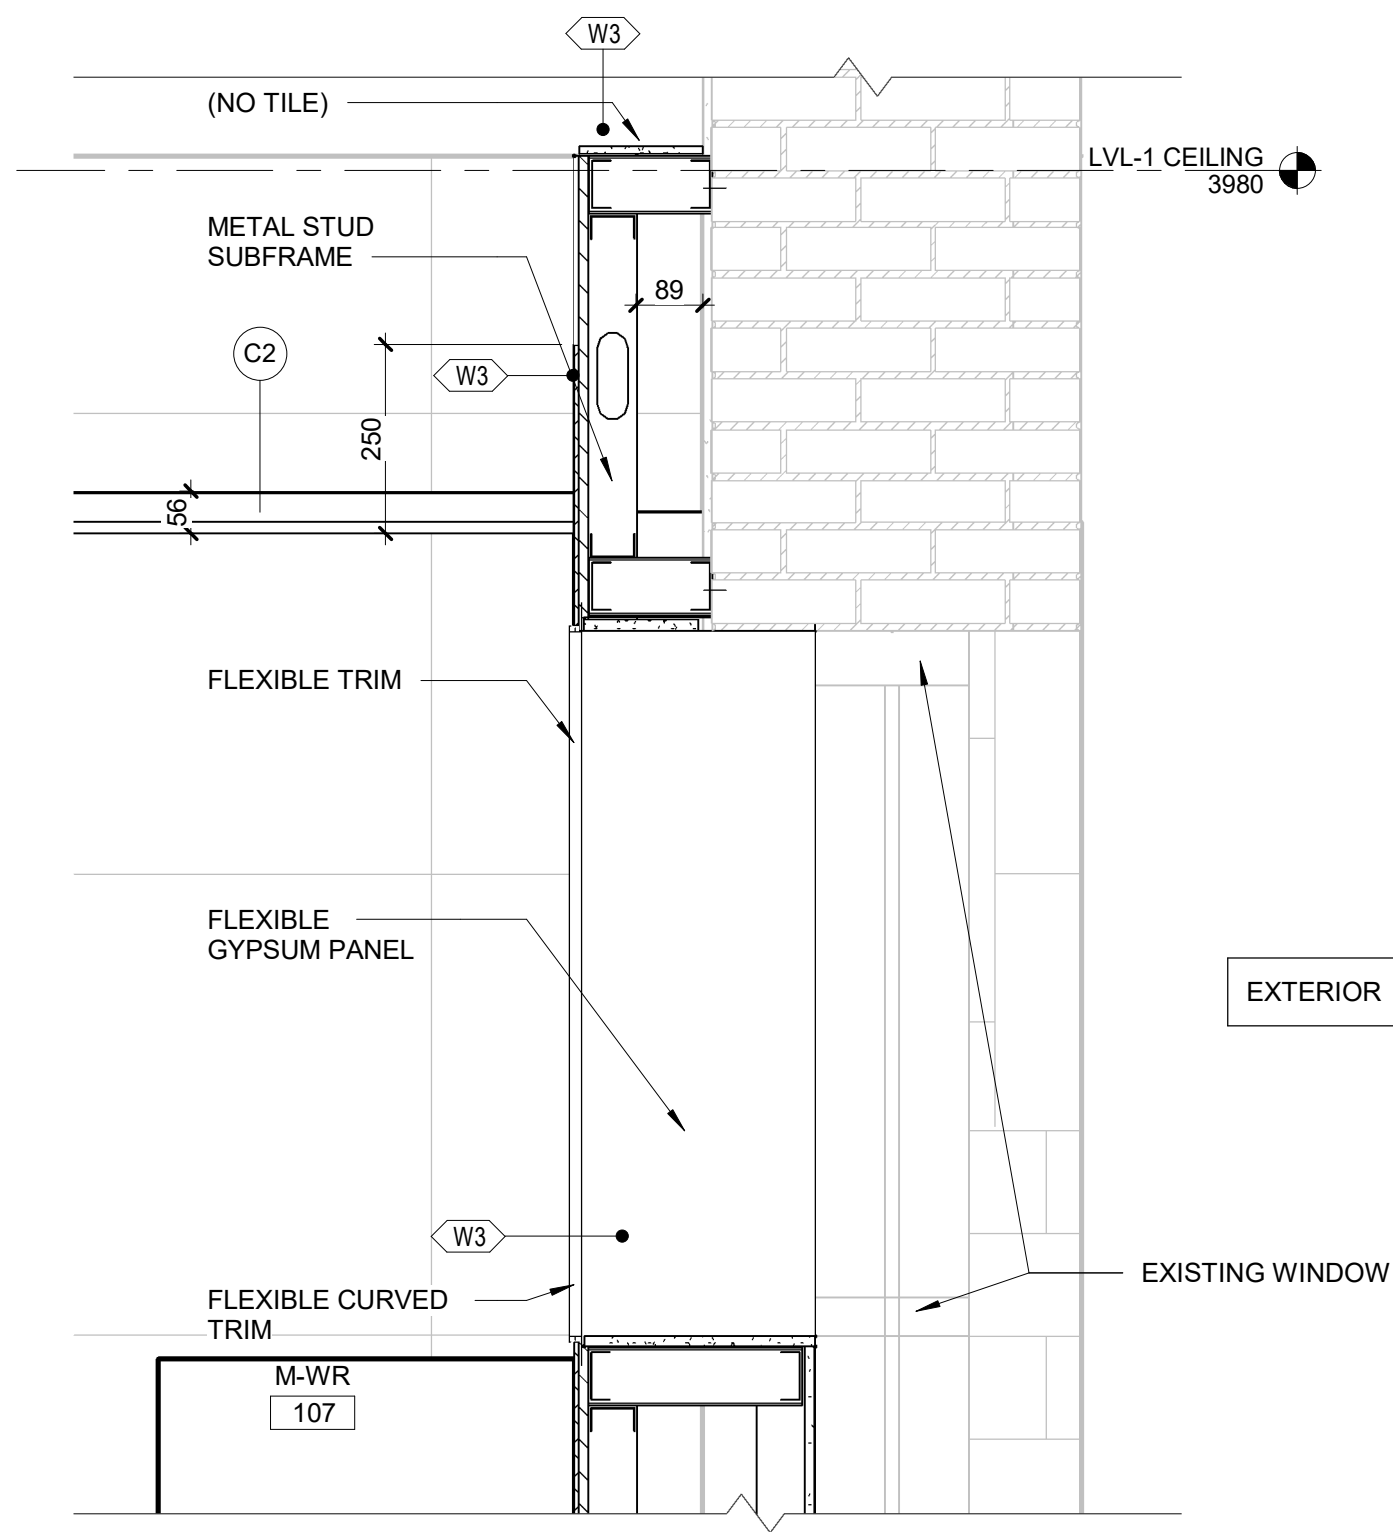 W3
(NO TILE)
LVL-1 CEILING
3980
METAL STUD
SUBFRAME
89
C2
W3
250
56
FLEXIBLE TRIM
FLEXIBLE
GYPSUM PANEL
EXTERIOR
W3
EXISTING WINDOW
FLEXIBLE CURVED
TRIM
M-WR
107